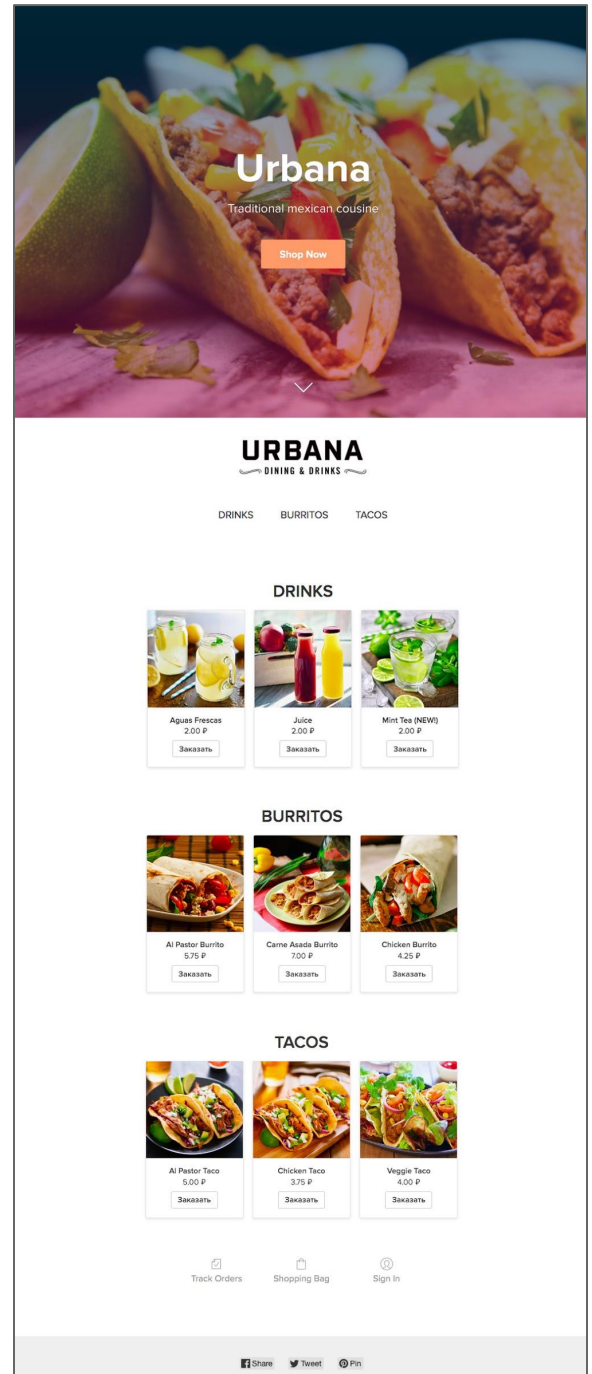 Urbana
Traditional mexican cousine
Shop Now
URBANA
DINING & DRINKS
DRINKS BURRITOS TACOS
DRINKS
Aguas Frescas Juice Mint Tea (NEW!)
2.00 ₽ 2.00 ₽ 2.00 ₽
Заказать Заказать Заказать
BURRITOS
Al Pastor Burrito Carne Asada Burrito Chicken Burrito
5.75 ₽ 7.00 ₽ 4.25 ₽
Заказать Заказать Заказать
TACOS
Al Pastor Taco Chicken Taco Veggie Taco
5.00 ₽ 3.75 ₽ 4.00 ₽
Заказать Заказать Заказать
Track Orders Shopping Bag Sign In
Share Tweet Pin